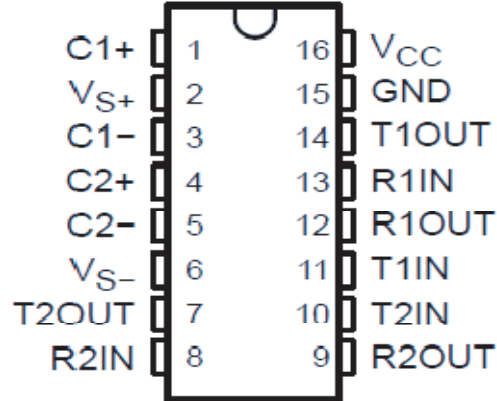 C1+ 1 16 VCC
VS+ 2 15 GND
C1− 3 14 T1OUT
C2+ 4 13 R1IN
C2− 5 12 R1OUT
VS− 6 11 T1IN
T2OUT 7 10 T2IN
R2IN 8 9 R2OUT